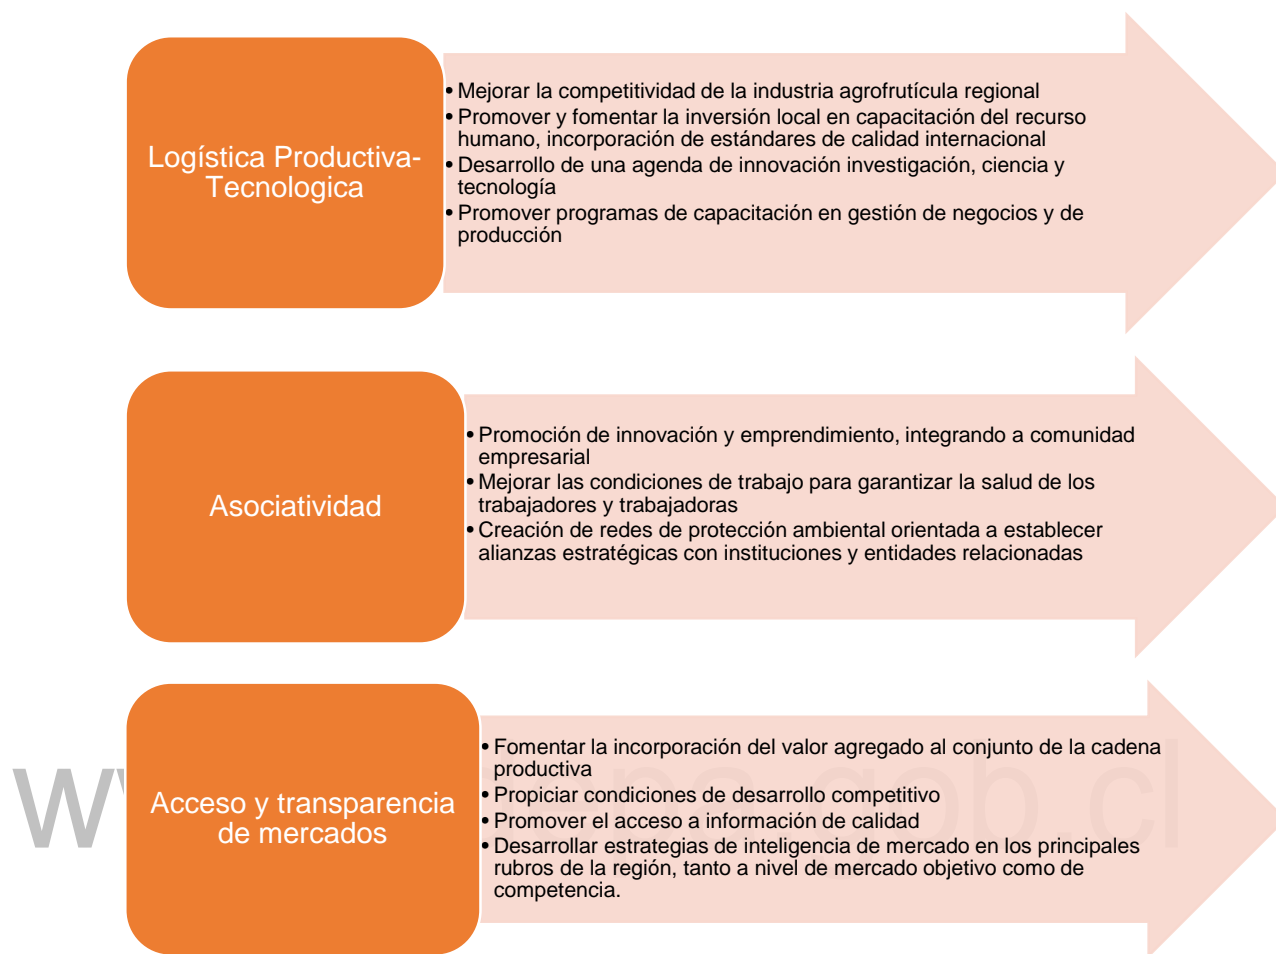 Logística Productiva-
Tecnologica
• Mejorar la competitividad de la industria agrofrutícula regional
• Promover y fomentar la inversión local en capacitación del recurso
humano, incorporación de estándares de calidad internacional
• Desarrollo de una agenda de innovación investigación, ciencia y
tecnología
• Promover programas de capacitación en gestión de negocios y de
producción
Asociatividad
• Promoción de innovación y emprendimiento, integrando a comunidad
empresarial
• Mejorar las condiciones de trabajo para garantizar la salud de los
trabajadores y trabajadoras
• Creación de redes de protección ambiental orientada a establecer
alianzas estratégicas con instituciones y entidades relacionadas
Acceso y transparencia
de mercados
• Fomentar la incorporación del valor agregado al conjunto de la cadena
productiva
• Propiciar condiciones de desarrollo competitivo
• Promover el acceso a información de calidad
• Desarrollar estrategias de inteligencia de mercado en los principales
rubros de la región, tanto a nivel de mercado objetivo como de
competencia.